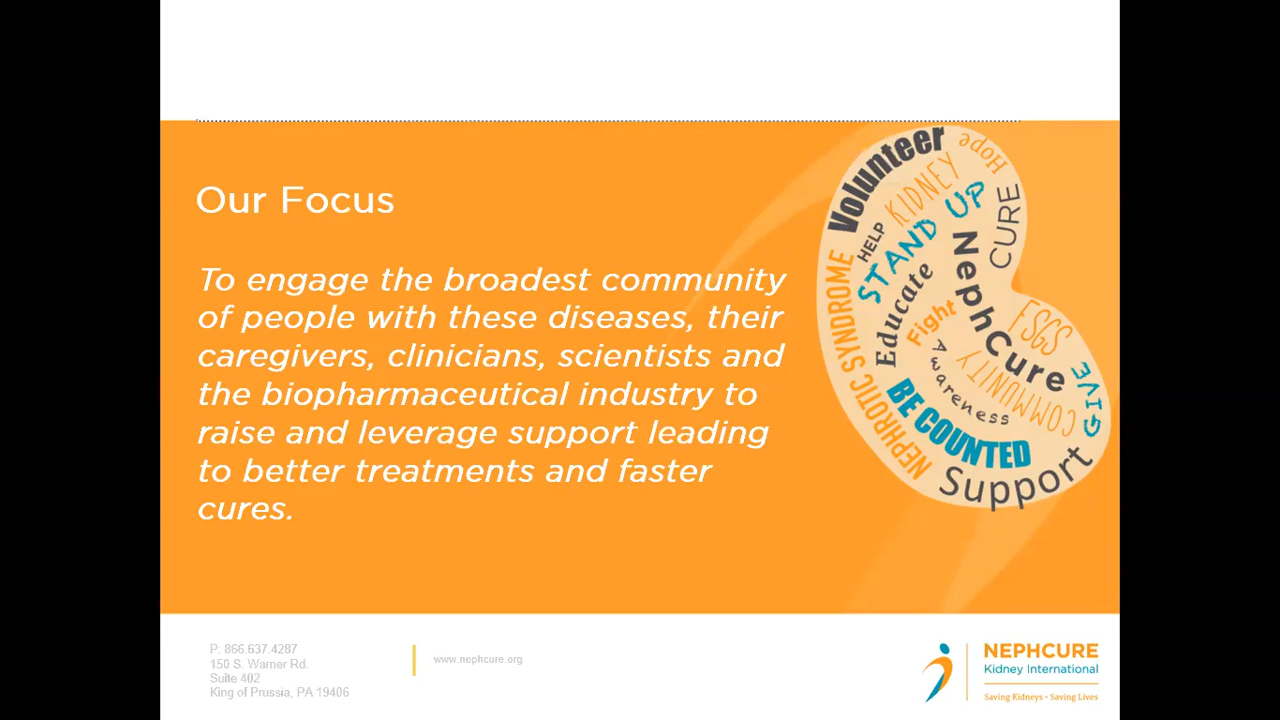 Our Focus
To engage the broadest community
of people with these diseases, their
caregivers, clinicians, scientists and
the biopharmaceutical industry to
raise and leverage support leading
to better treatments and faster
cures.
Volunteer
Hope
KIDNEY
CURE
HELP
STAND UP
NephCure
NEPHROTIC SYNDROME
Educate
Fight
FSGS
Awareness
COMMUNITY
GIVE
BE COUNTED
Support
P: 866.637.4287
150 S. Warner Rd.
Suite 402
King of Prussia, PA 19406
www.nephcure.org
NEPHCURE
Kidney International
Saving Kidneys • Saving Lives